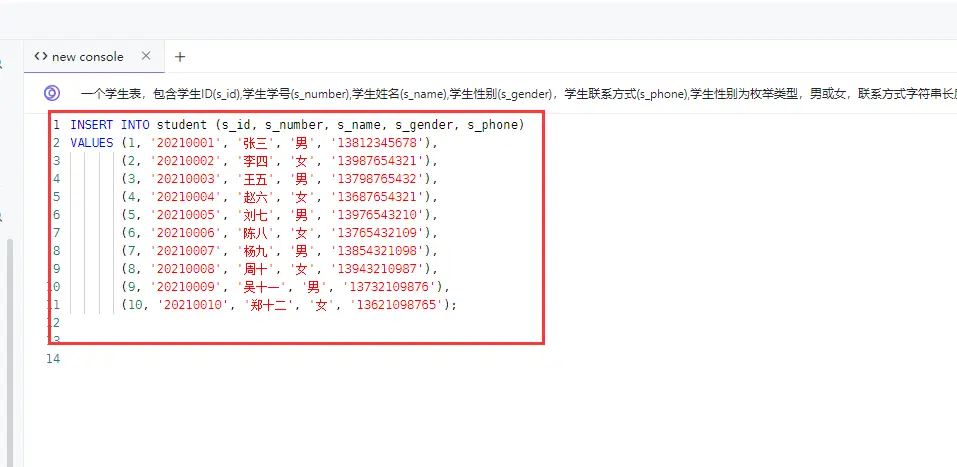 new console
一个学生表，包含学生ID(s_id),学生学号(s_number),学生姓名(s_name),学生性别(s_gender)，学生联系方式(s_phone),学生性别为枚举类型，男或女，联系方式字符串长
1 INSERT INTO student (s_id, s_number, s_name, s_gender, s_phone)
2 VALUES (1, '20210001', '张三', '男', '13812345678'),
3 (2, '20210002', '李四', '女', '13987654321'),
4 (3, '20210003', '王五', '男', '13798765432'),
5 (4, '20210004', '赵六', '女', '13687654321'),
6 (5, '20210005', '刘七', '男', '13976543210'),
7 (6, '20210006', '陈八', '女', '13765432109'),
8 (7, '20210007', '杨九', '男', '13854321098'),
9 (8, '20210008', '周十', '女', '13943210987'),
10 (9, '20210009', '吴十一', '男', '13732109876'),
11 (10, '20210010', '郑十二', '女', '13621098765');
12
13
14